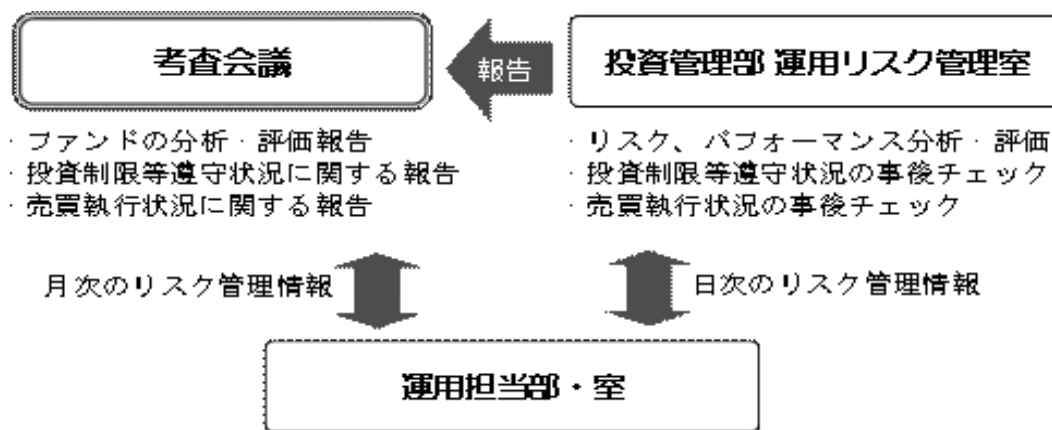 考査会議
報告
投資管理部 運用リスク管理室
・ファンドの分析・評価報告
・投資制限等遵守状況に関する報告
・売買執行状況に関する報告
・リスク、パフォーマンス分析・評価
・投資制限等遵守状況の事後チェック
・売買執行状況の事後チェック
月次のリスク管理情報
日次のリスク管理情報
運用担当部・室